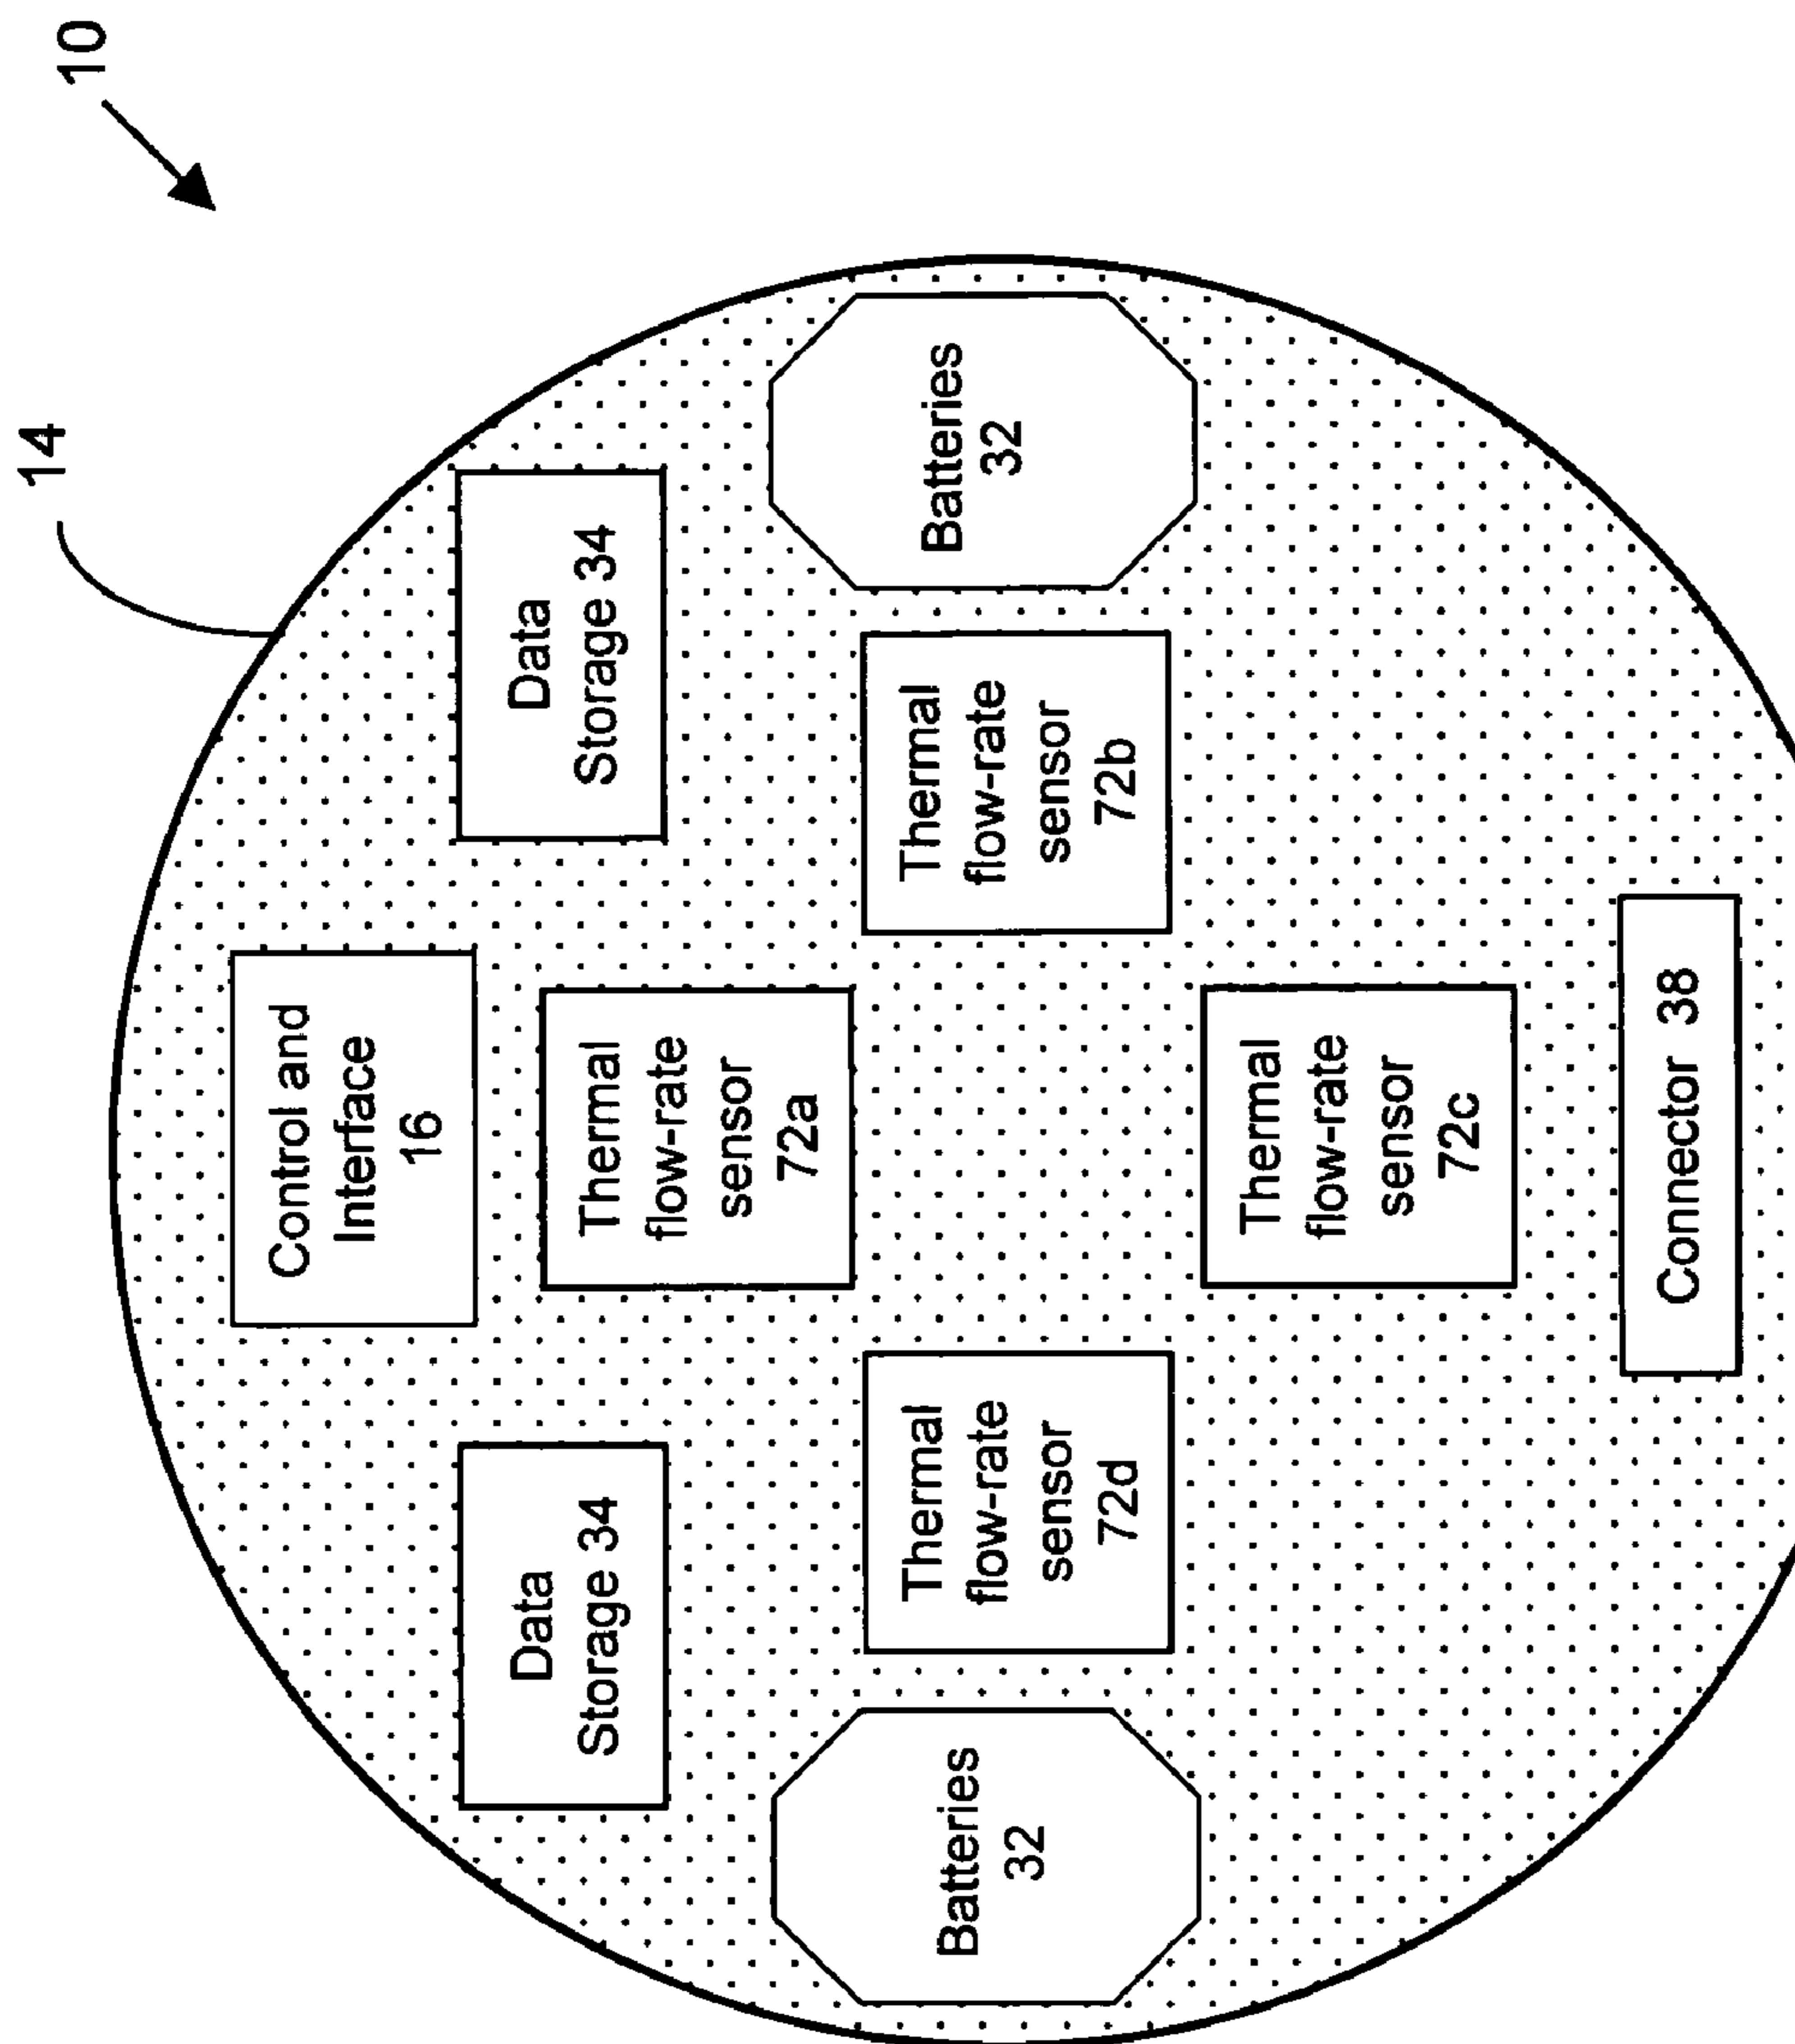 14
10
Control and
Interface
16
Data
Storage 34
Data
Storage 34
Thermal
flow-rate
sensor
72a
Batteries
32
Thermal
flow-rate
sensor
72d
Thermal
flow-rate
sensor
72b
Batteries
32
Thermal
flow-rate
sensor
72c
Connector 38